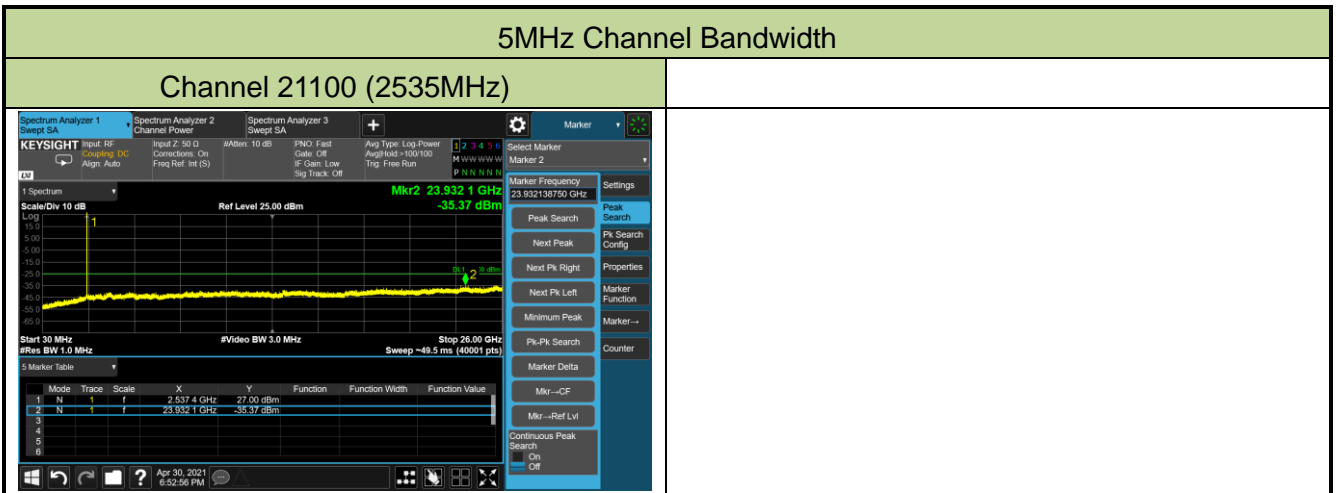 5MHz Channel Bandwidth
Channel 21100 (2535MHz)
Spectrum Analyzer 1
Swept SA
Spectrum Analyzer 2
Channel Power
Spectrum Analyzer 3
Swept SA
+
Marker
KEYSIGHT
Input: RF
Coupling: DC
Align: Auto
Input Z: 50 Ω
Corrections: On
Freq Ref: Int (S)
#Atten: 10 dB
PNO: Fast
Gate: Off
IF Gain: Low
Sig Track: Off
Avg Type: Log-Power
Avg|Hold:>100/100
Trig: Free Run
1 2 3 4 5 6
M W W W W W
P N N N N N
LXI
Select Marker
Marker 2
1 Spectrum
Scale/Div 10 dB
Ref Level 25.00 dBm
Mkr2 23.932 1 GHz
-35.37 dBm
Log
15.0
5.00
-5.00
-15.0
-25.0
-35.0
-45.0
-55.0
-65.0
1
2
Start 30 MHz
#Res BW 1.0 MHz
#Video BW 3.0 MHz
Stop 26.00 GHz
Sweep ~49.5 ms (40001 pts)
5 Marker Table
Mode Trace Scale X Y Function Function Width Function Value
1 N 1 f 2.537 4 GHz 27.00 dBm
2 N 1 f 23.932 1 GHz -35.37 dBm
3
4
5
6
Marker Frequency
23.932138750 GHz
Peak Search
Next Peak
Next Pk Right
Next Pk Left
Minimum Peak
Pk-Pk Search
Marker Delta
Mkr→CF
Mkr→Ref Lvl
Continuous Peak
Search
On
Off
Settings
Peak
Search
Pk Search
Config
Properties
Marker
Function
Marker→
Counter
?
Apr 30, 2021
6:52:56 PM